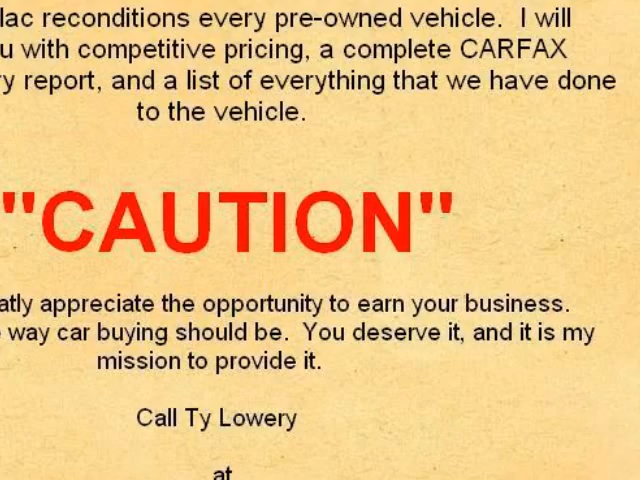 lac reconditions every pre-owned vehicle.  I will
u with competitive pricing, a complete CARFAX
ry report, and a list of everything that we have done
to the vehicle.
"CAUTION"
atly appreciate the opportunity to earn your business.
way car buying should be.  You deserve it, and it is my
mission to provide it.
Call Ty Lowery
at